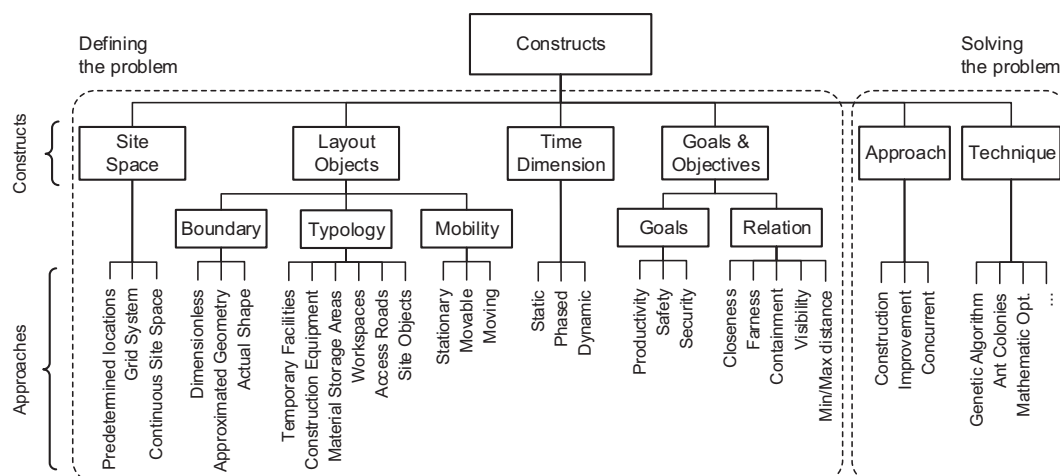 Defining
the problem
Constructs
Solving
the problem
Constructs
Site
Space
Layout
Objects
Time
Dimension
Goals &
Objectives
Approach
Technique
Boundary
Typology
Mobility
Goals
Relation
Approaches
Predetermined locations
Grid System
Continuous Site Space
Dimensionless
Approximated Geometry
Actual Shape
Temporary Facilities
Construction Equipment
Material Storage Areas
Workspaces
Access Roads
Site Objects
Stationary
Movable
Moving
Static
Phased
Dynamic
Productivity
Safety
Security
Closeness
Farness
Containment
Visibility
Min/Max distance
Construction
Improvement
Concurrent
Genetic Algorithm
Ant Colonies
Mathematic Opt.
...